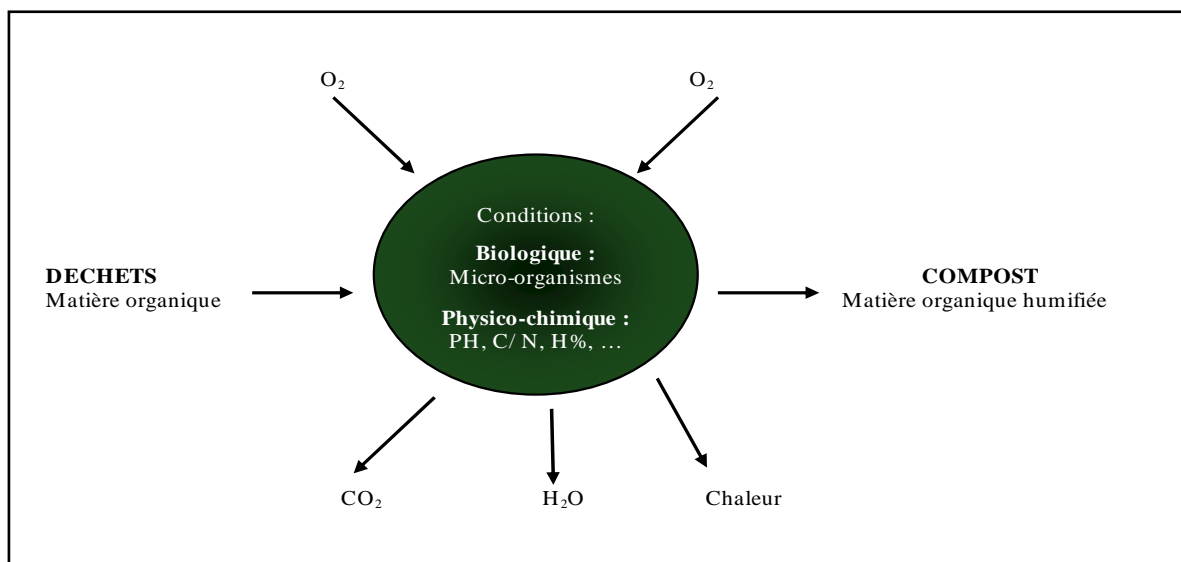 O₂
O₂
Conditions :
Biologique :
Micro-organismes
Physico-chimique :
PH, C/ N, H%, …
DECHETS
Matière organique
COMPOST
Matière organique humifiée
CO₂
H₂O
Chaleur